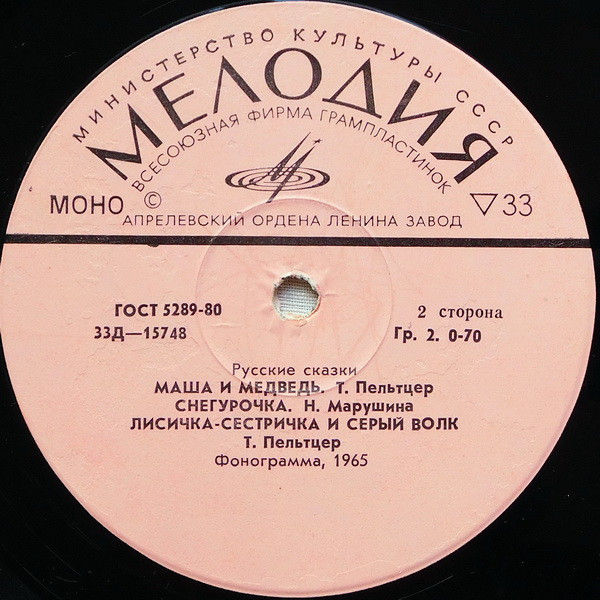 МИНИСТЕРСТВО КУЛЬТУРЫ СССР
МЕЛОДИЯ
ВСЕСОЮЗНАЯ ФИРМА ГРАМПЛАСТИНОК
МОНО © ▽ 33
АПРЕЛЕВСКИЙ ОРДЕНА ЛЕНИНА ЗАВОД
ГОСТ 5289-80 2 сторона
33Д—15748 Гр. 2. 0-70
Русские сказки
МАША И МЕДВЕДЬ. Т. Пельтцер
СНЕГУРОЧКА. Н. Марушина
ЛИСИЧКА-СЕСТРИЧКА И СЕРЫЙ ВОЛК
Т. Пельтцер
Фонограмма, 1965